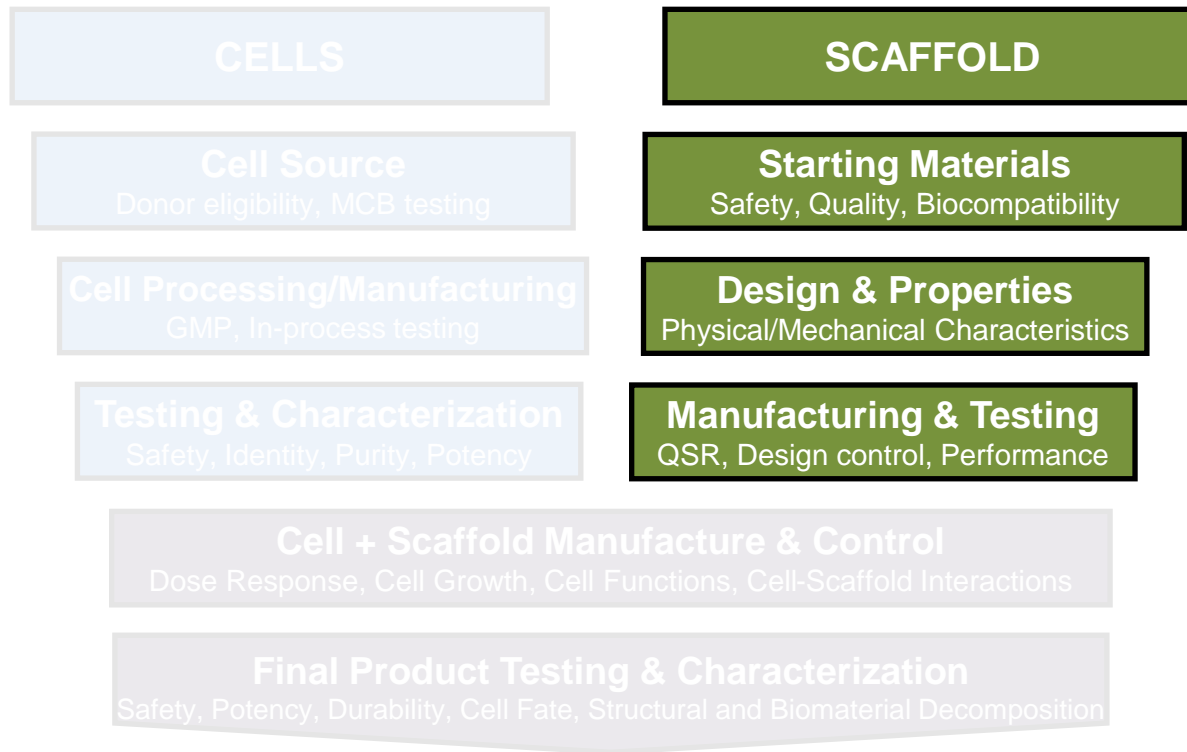 CELLS
SCAFFOLD
Cell Source
Donor eligibility, MCB testing
Starting Materials
Safety, Quality, Biocompatibility
Cell Processing/Manufacturing
GMP, In-process testing
Design & Properties
Physical/Mechanical Characteristics
Testing & Characterization
Safety, Identity, Purity, Potency
Manufacturing & Testing
QSR, Design control, Performance
Cell + Scaffold Manufacture & Control
Dose Response, Cell Growth, Cell Functions, Cell-Scaffold Interactions
Final Product Testing & Characterization
Safety, Potency, Durability, Cell Fate, Structural and Biomaterial Decomposition